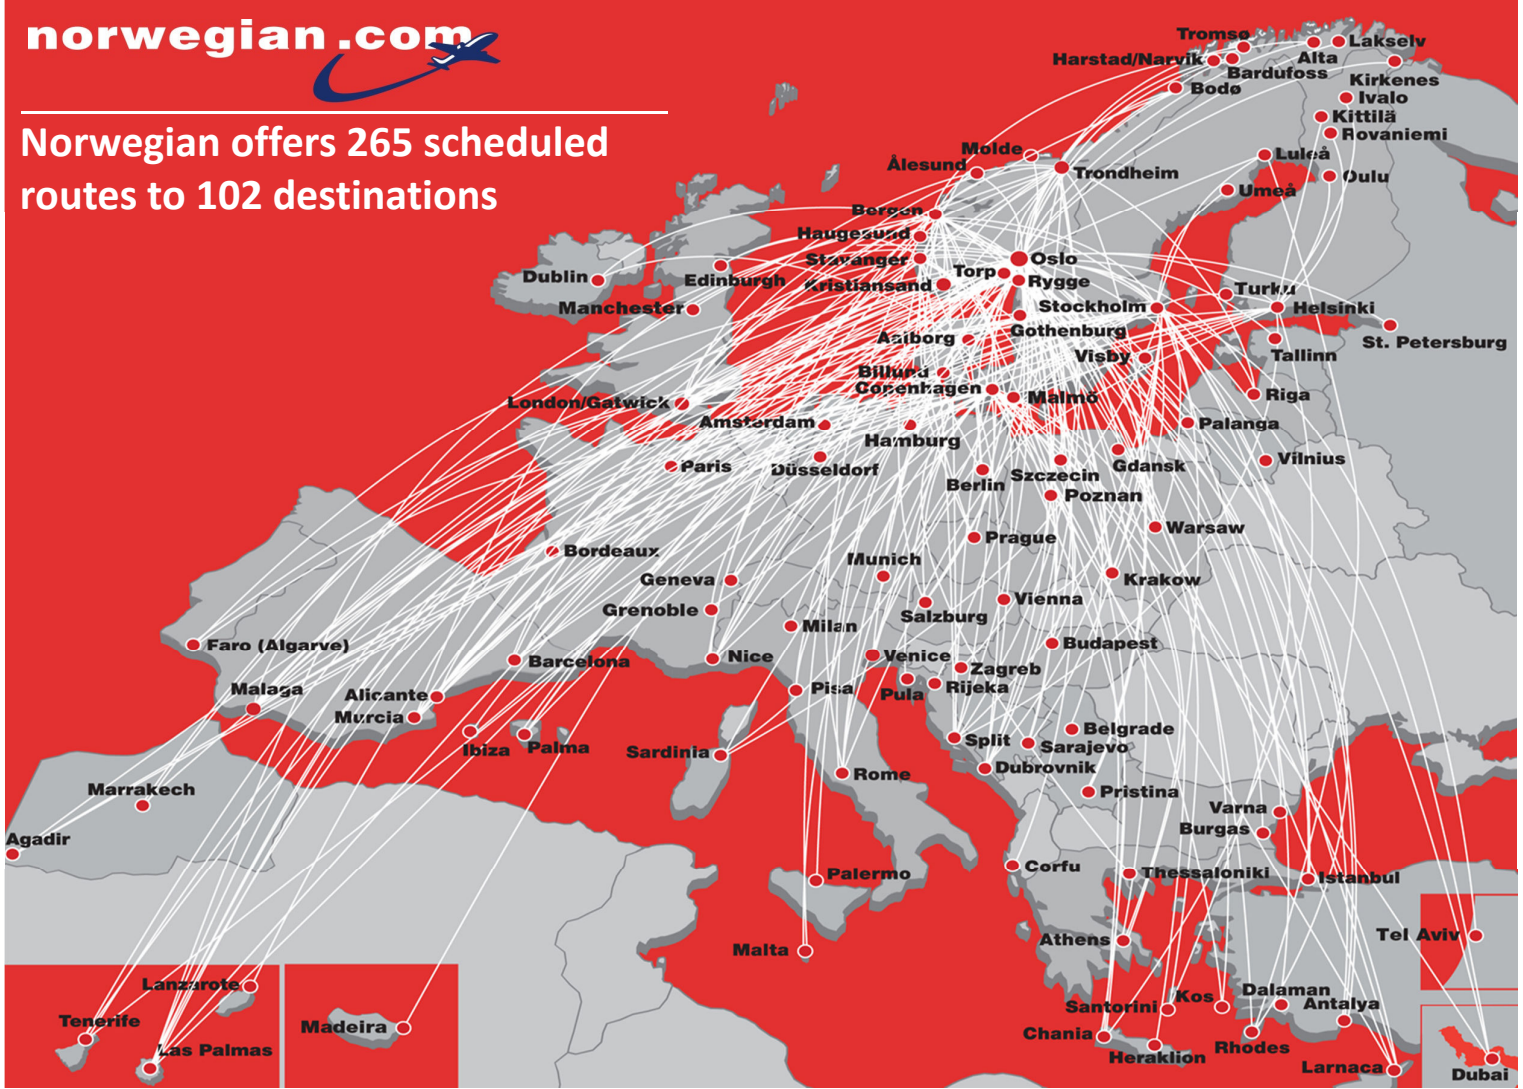 norwegian.com
Norwegian offers 265 scheduled
routes to 102 destinations
Tromsø
Lakselv
Harstad/Narvik
Alta
Bardufoss
Kirkenes
Bodø
Ivalo
Kittilä
Rovaniemi
Molde
Luleå
Ålesund
Trondheim
Oulu
Umeå
Bergen
Haugesund
Stavanger
Oslo
Torp
Dublin
Edinburgh
Kristiansand
Rygge
Turku
Manchester
Stockholm
Helsinki
Gothenburg
Aalborg
St. Petersburg
Visby
Tallinn
Billund
Copenhagen
Riga
Malmö
London/Gatwick
Amsterdam
Palanga
Hamburg
Paris
Düsseldorf
Gdansk
Vilnius
Szczecin
Berlin
Poznan
Warsaw
Prague
Bordeaux
Munich
Geneva
Krakow
Vienna
Grenoble
Salzburg
Milan
Faro (Algarve)
Budapest
Barcelona
Nice
Venice
Zagreb
Malaga
Alicante
Pisa
Pula
Rijeka
Murcia
Belgrade
Ibiza
Palma
Sardinia
Split
Sarajevo
Rome
Dubrovnik
Marrakech
Pristina
Varna
Burgas
Agadir
Corfu
Palermo
Thessaloniki
Istanbul
Tel Aviv
Athens
Malta
Lanzarote
Dalaman
Kos
Antalya
Santorini
Tenerife
Madeira
Chania
Las Palmas
Heraklion
Rhodes
Larnaca
Dubai